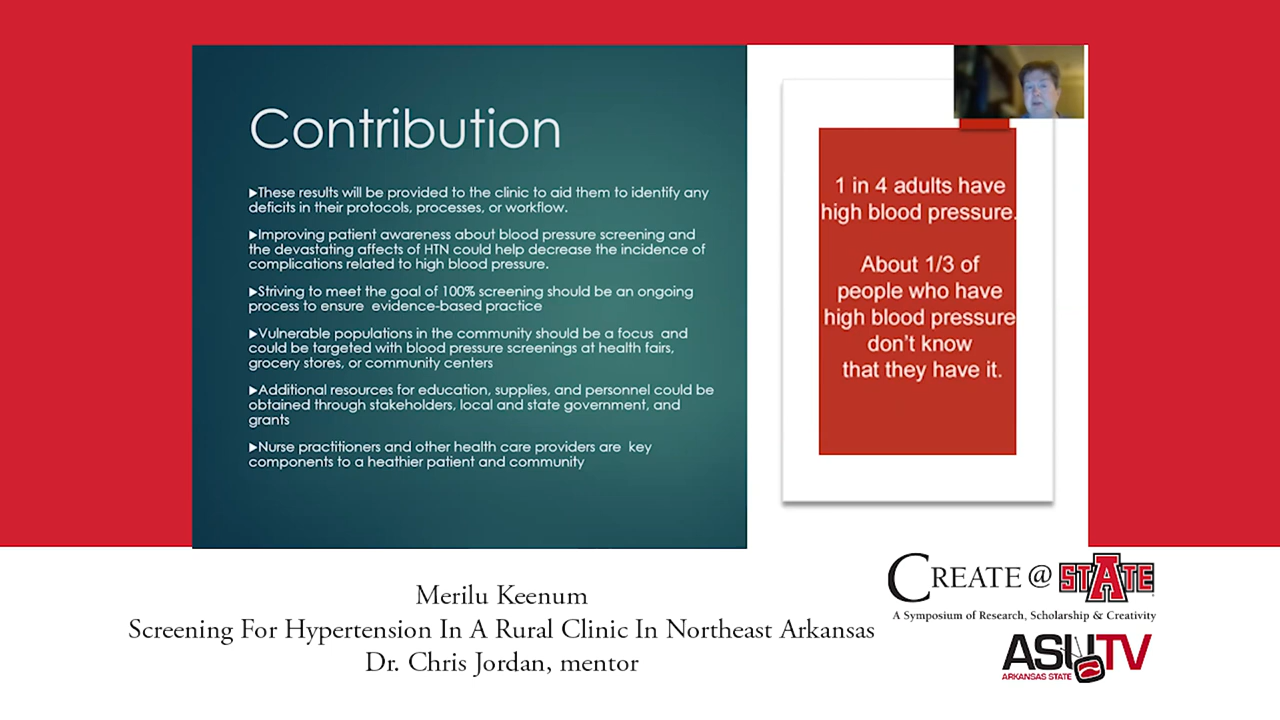 Contribution
▶These results will be provided to the clinic to aid them to identify any
deficits in their protocols, processes, or workflow.
▶Improving patient awareness about blood pressure screening and
the devastating affects of HTN could help decrease the incidence of
complications related to high blood pressure.
▶Striving to meet the goal of 100% screening should be an ongoing
process to ensure evidence-based practice
▶Vulnerable populations in the community should be a focus and
could be targeted with blood pressure screenings at health fairs,
grocery stores, or community centers
▶Additional resources for education, supplies, and personnel could be
obtained through stakeholders, local and state government, and
grants
▶Nurse practitioners and other health care providers are key
components to a heathier patient and community
1 in 4 adults have
high blood pressure.
About 1/3 of
people who have
high blood pressure
don't know
that they have it.
Merilu Keenum
Screening For Hypertension In A Rural Clinic In Northeast Arkansas
Dr. Chris Jordan, mentor
CREATE @ STATE
A Symposium of Research, Scholarship & Creativity
ASU TV
ARKANSAS STATE